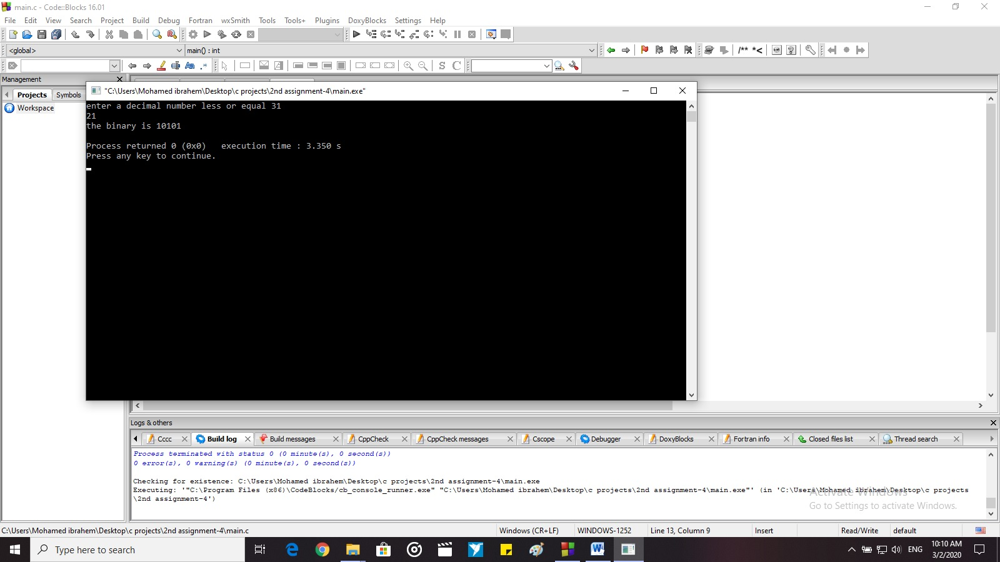 main.c - Code::Blocks 16.01
File Edit View Search Project Build Debug Fortran wxSmith Tools Tools+ Plugins DoxyBlocks Settings Help
<global> main() : int
/** *<
Aa .*
S C
Management
Projects Symbols
Workspace
"C:\Users\Mohamed ibrahem\Desktop\c projects\2nd assignment-4\main.exe"
enter a decimal number less or equal 31
21
the binary is 10101
Process returned 0 (0x0)   execution time : 3.350 s
Press any key to continue.
Logs & others
Cccc Build log Build messages CppCheck CppCheck messages Cscope Debugger DoxyBlocks Fortran info Closed files list Thread search
Process terminated with status 0 (0 minute(s), 0 second(s))
0 error(s), 0 warning(s) (0 minute(s), 0 second(s))
Checking for existence: C:\Users\Mohamed ibrahem\Desktop\c projects\2nd assignment-4\main.exe
Executing: '"C:\Program Files (x86)\CodeBlocks/cb_console_runner.exe" "C:\Users\Mohamed ibrahem\Desktop\c projects\2nd assignment-4\main.exe"' (in 'C:\Users\Mohamed ibrahem\Desktop\c projects
\2nd assignment-4')
Activate Windows
Go to Settings to activate Windows.
C:\Users\Mohamed ibrahem\Desktop\c projects\2nd assignment-4\main.c Windows (CR+LF) WINDOWS-1252 Line 13, Column 9 Insert Read/Write default
Type here to search
ENG
10:10 AM
3/2/2020